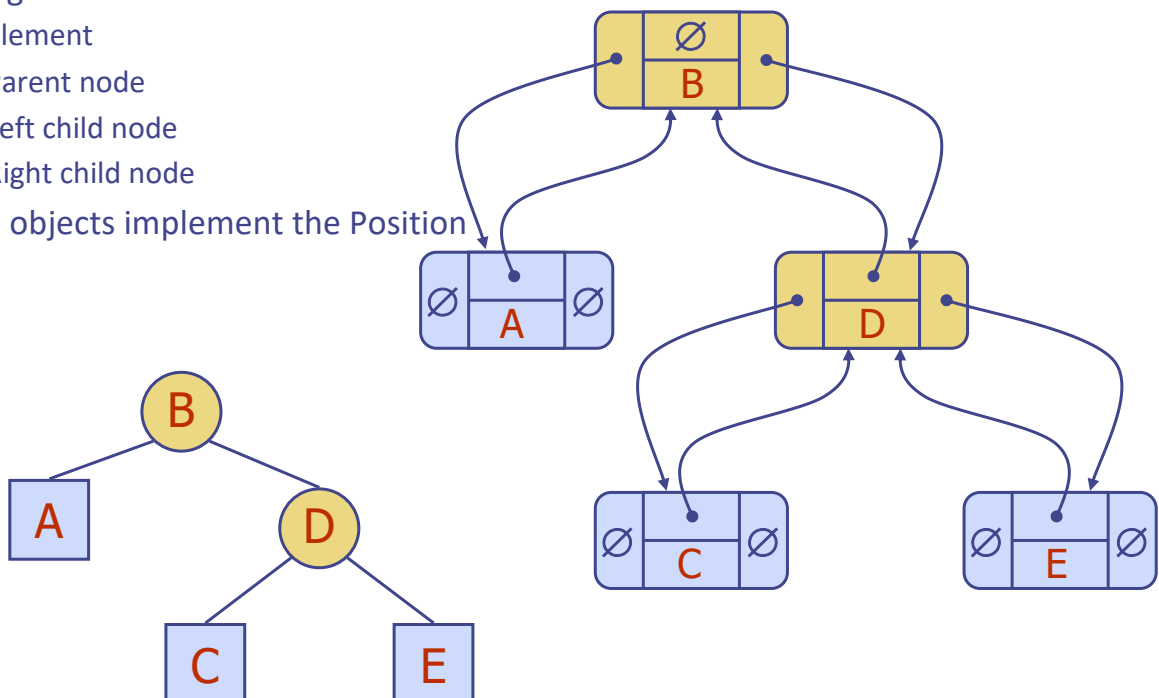 lement
arent node
eft child node
ight child node
objects implement the Position
∅
B
∅
A
∅
D
B
A
D
∅
C
∅
∅
E
∅
C
E